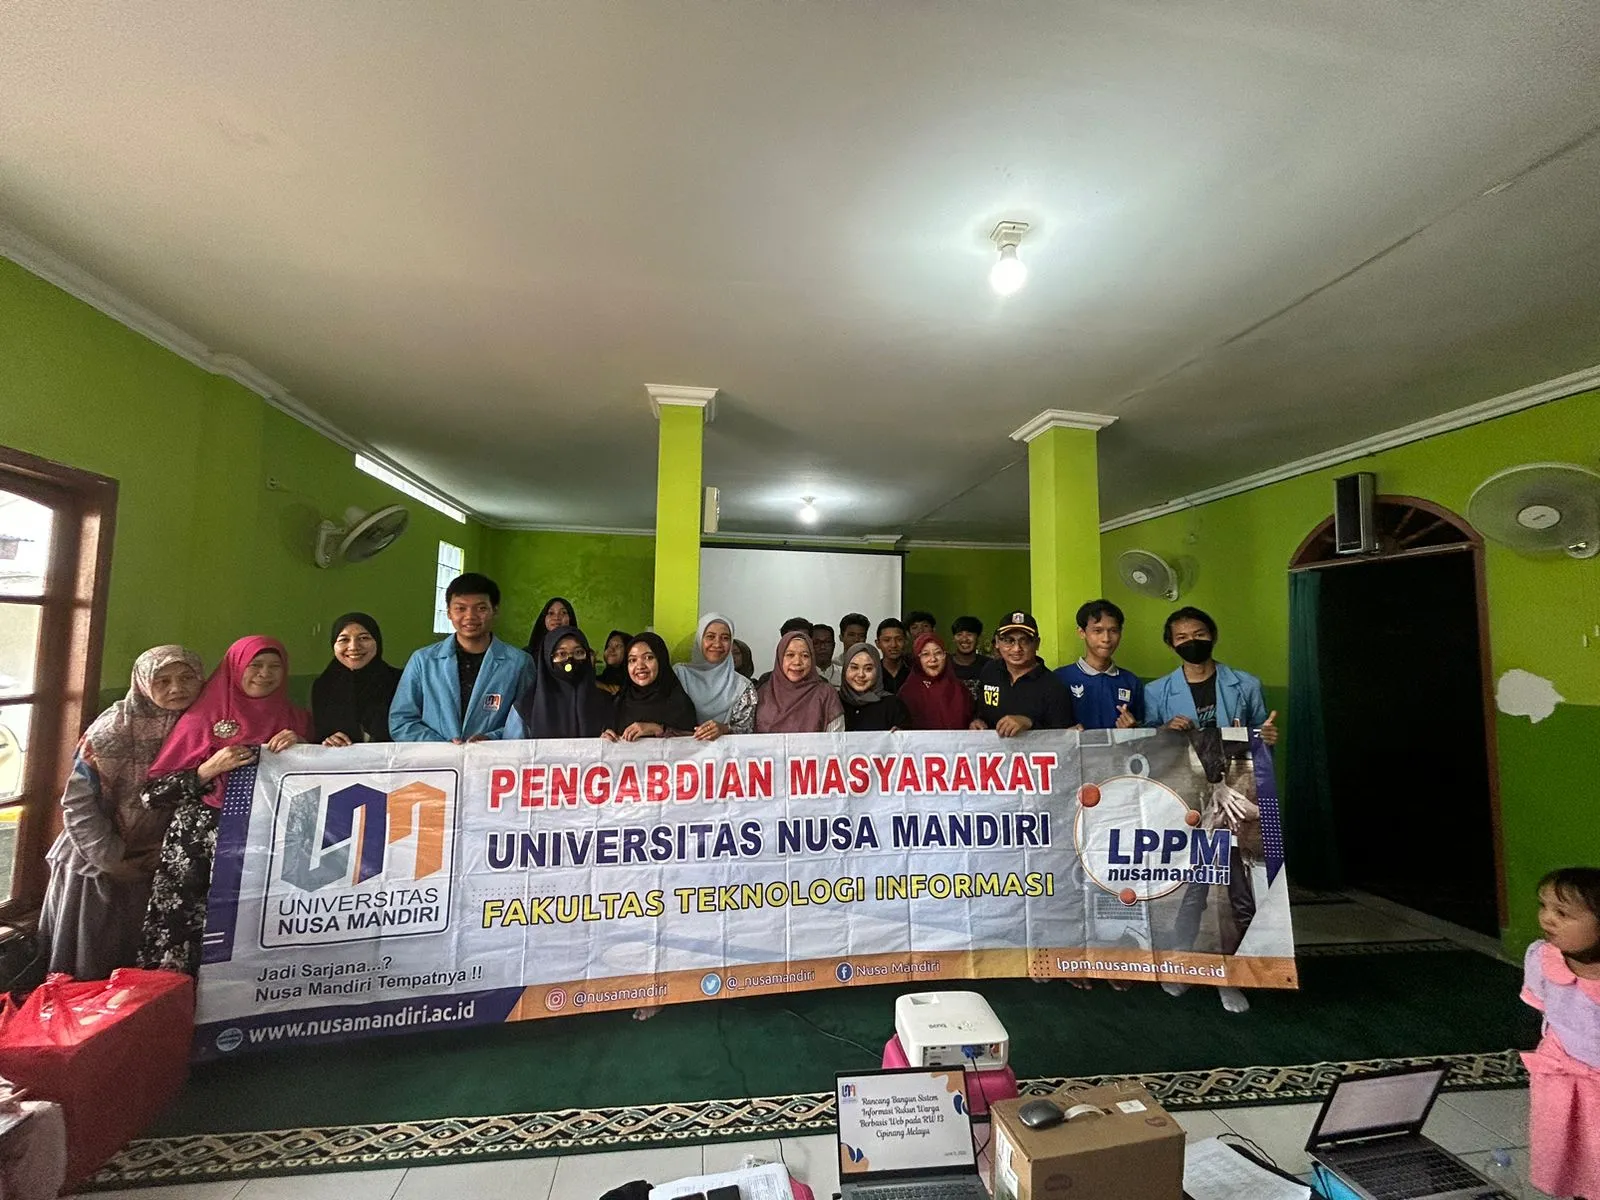 PENGABDIAN MASYARAKAT
UNIVERSITAS NUSA MANDIRI
FAKULTAS TEKNOLOGI INFORMASI
UNIVERSITAS
NUSA MANDIRI
Jadi Sarjana...?
Nusa Mandiri Tempatnya !!
www.nusamandiri.ac.id
@nusamandiri
@_nusamandiri
Nusa Mandiri
LPPM
nusamandiri
lppm.nusamandiri.ac.id
BenQ
Rancang Bangun Sistem
Informasi Rukun Warga
Berbasis Web pada RW 13
Cipinang Melayu